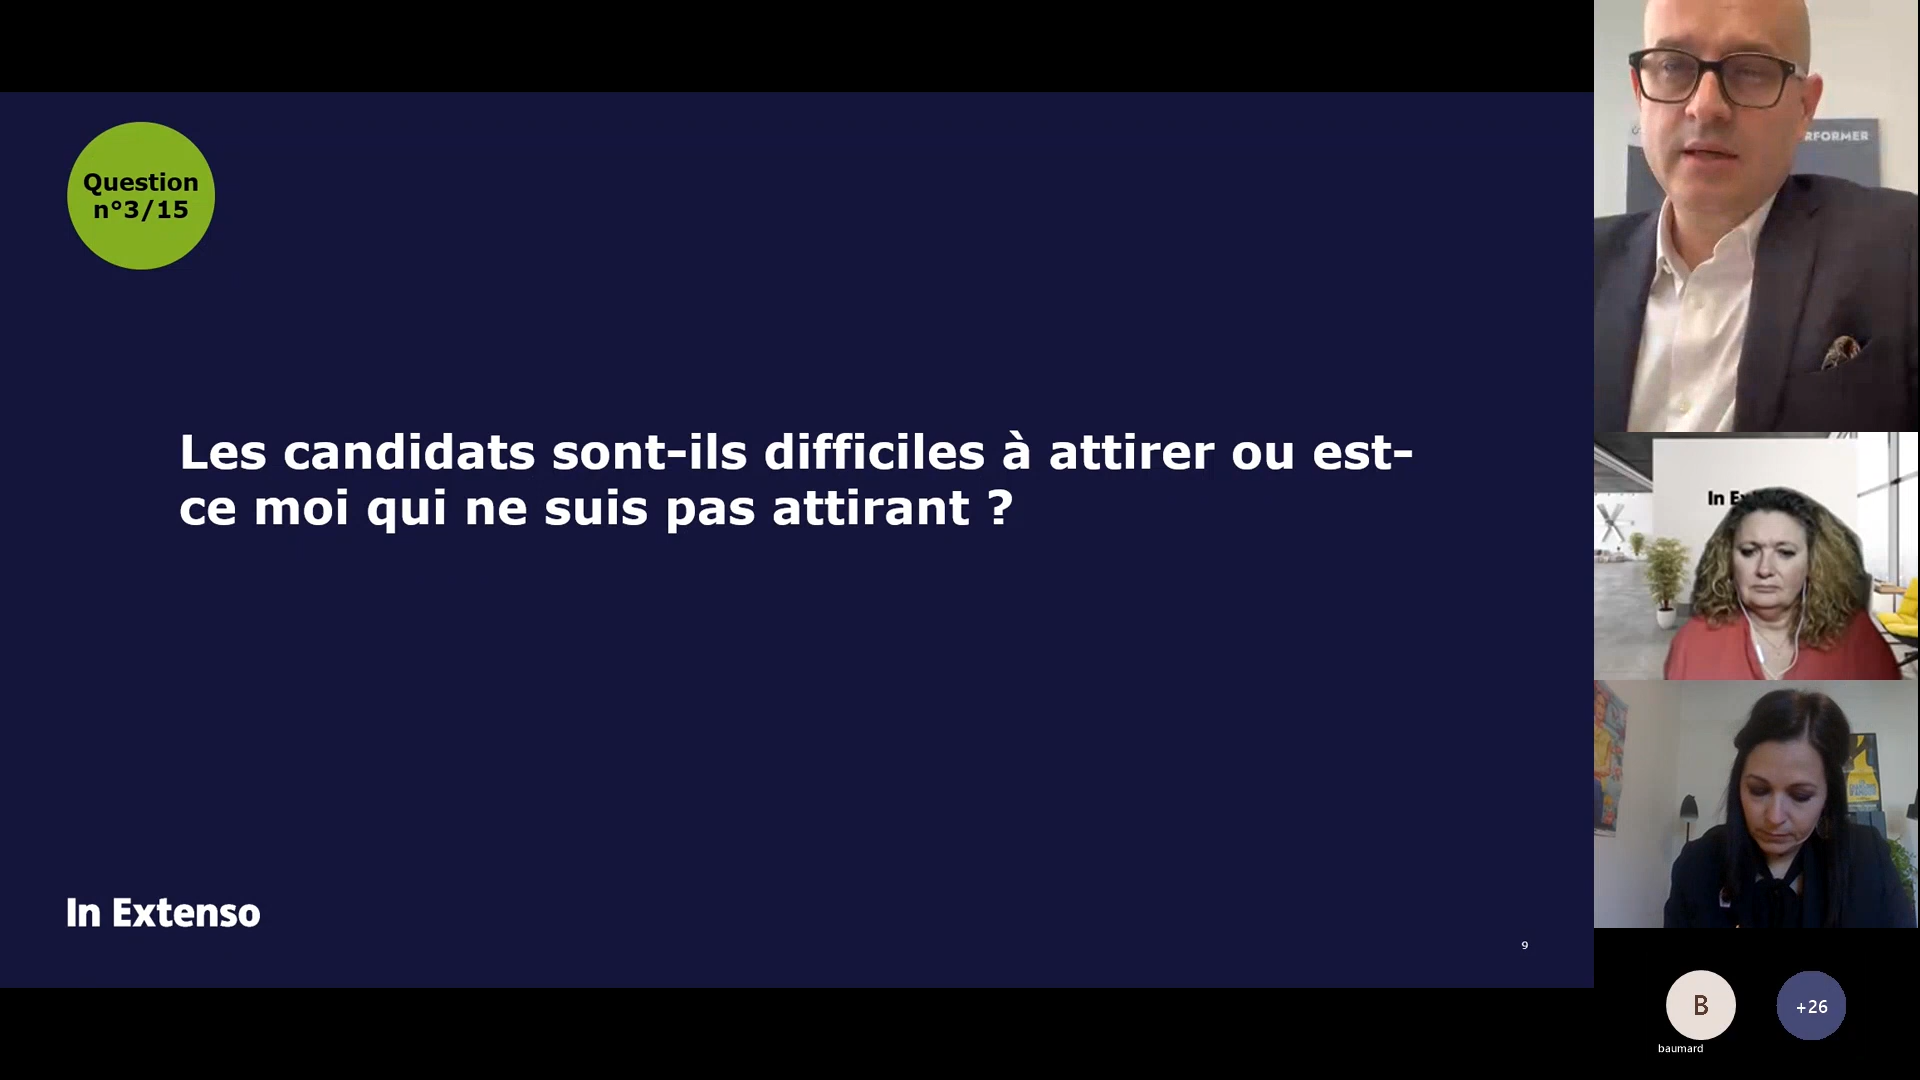 Question
n°3/15
Les candidats sont-ils difficiles à attirer ou est-
ce moi qui ne suis pas attirant ?
In Extenso
9
RFORMER
In Ex
B
+26
baumard